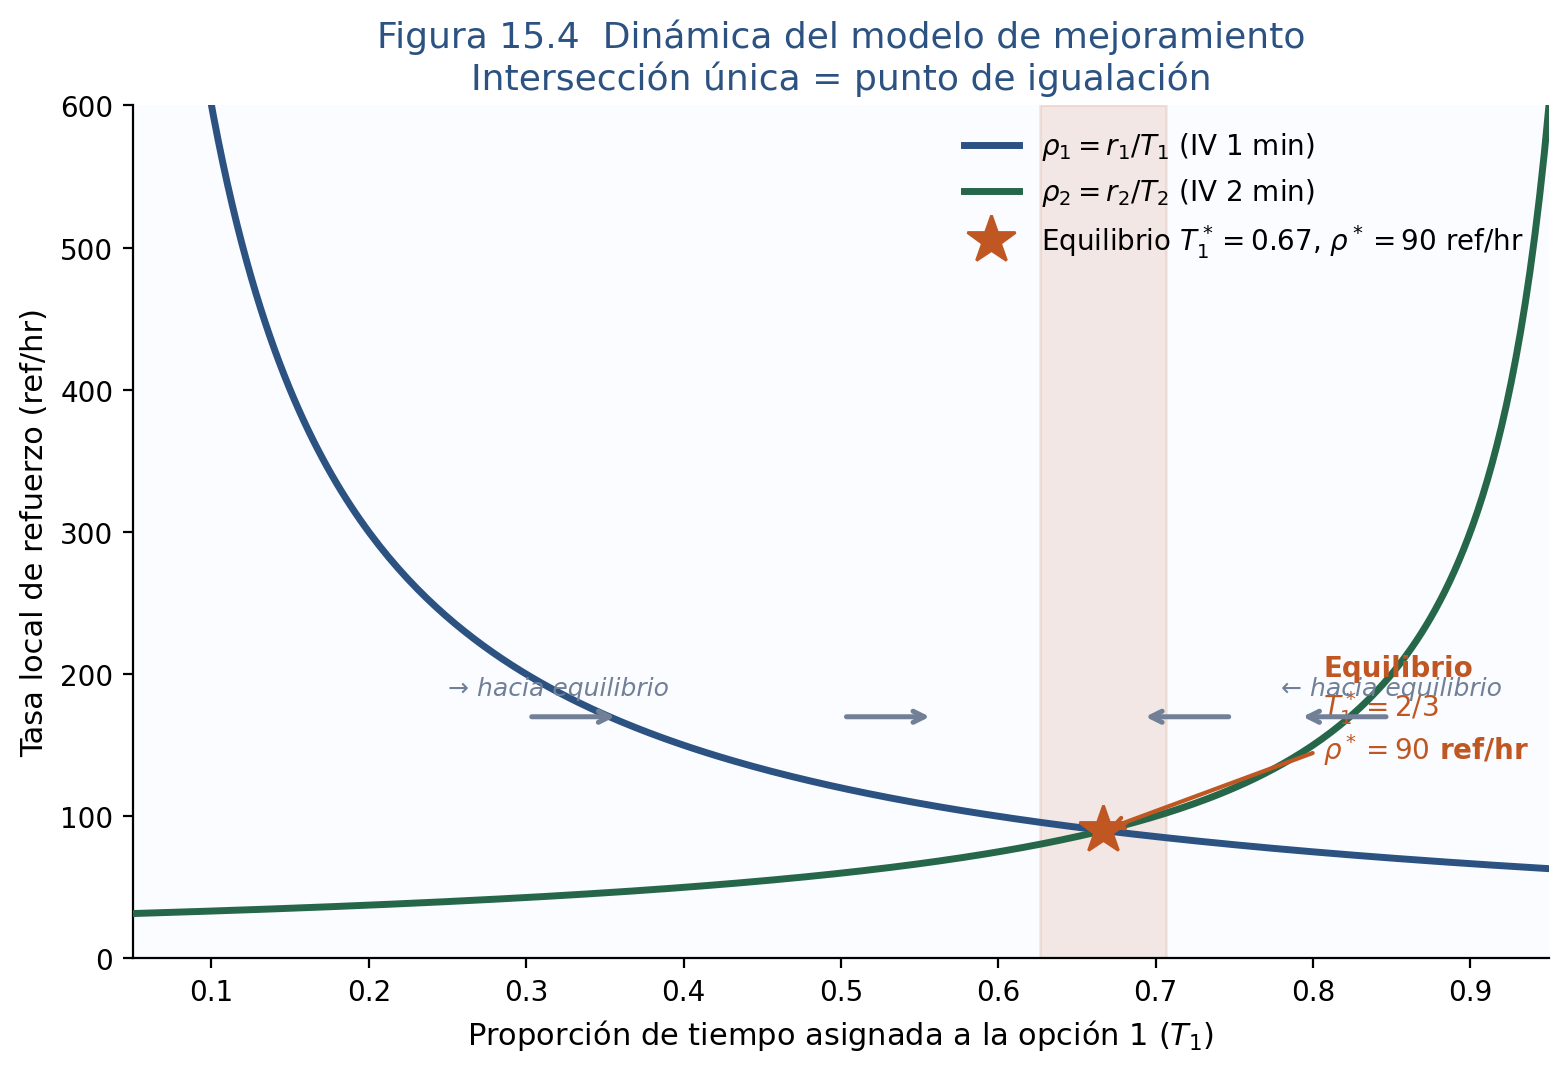 Figura 15.4  Dinámica del modelo de mejoramiento
Intersección única = punto de igualación
Tasa local de refuerzo (ref/hr)
600
500
400
300
200
100
0
ρ₁ = r₁/T₁ (IV 1 min)
ρ₂ = r₂/T₂ (IV 2 min)
Equilibrio T₁* = 0.67, ρ* = 90 ref/hr
→ hacia equilibrio
← hacia equilibrio
Equilibrio
T₁* = 2/3
ρ* = 90 ref/hr
0.1 0.2 0.3 0.4 0.5 0.6 0.7 0.8 0.9
Proporción de tiempo asignada a la opción 1 (T₁)